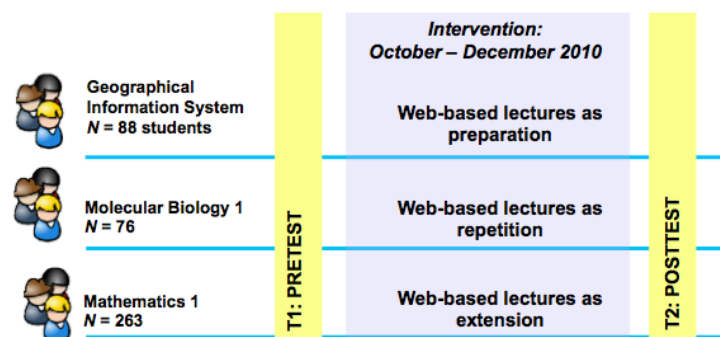 Intervention:
October – December 2010
Geographical
Information System
N = 88 students
Web-based lectures as
preparation
Molecular Biology 1
N = 76
Web-based lectures as
repetition
Mathematics 1
N = 263
Web-based lectures as
extension
T1: PRETEST
T2: POSTTEST